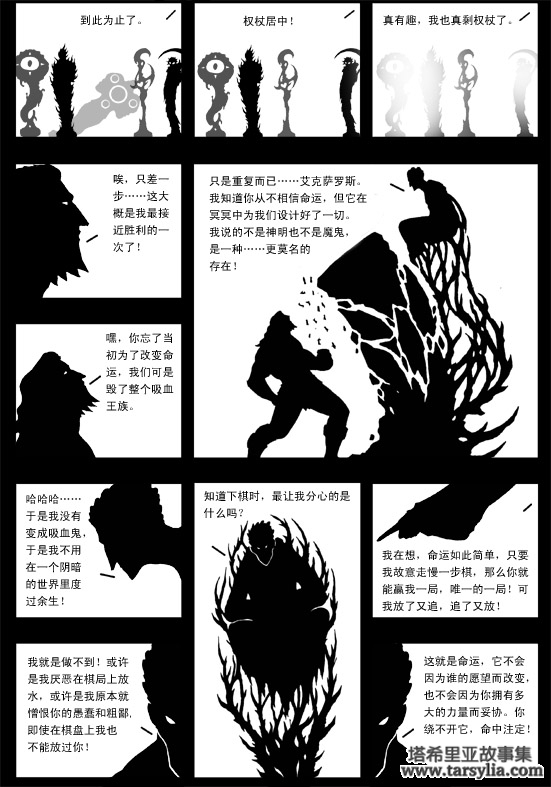 到此为止了。
权杖居中！
真有趣，我也真剩权杖了。
唉，只差一
步……这大
概是我最接
近胜利的一
次了！
只是重复而已……艾克萨罗斯。
我知道你从不相信命运，但它在
冥冥中为我们设计好了一切。
我说的不是神明也不是魔鬼，
是一种……更莫名的
存在！
嘿，你忘了当
初为了改变命
运，我们可是
毁了整个吸血
王族。
哈哈哈……
于是我没有
变成吸血鬼，
于是我不用
在一个阴暗
的世界里度
过余生！
知道下棋时，最让我分心的是
什么吗？
我在想，命运如此简单，只要
我故意走慢一步棋，那么你就
能赢我一局，唯一的一局！可
我放了又追，追了又放！
我就是做不到！或许
是我厌恶在棋局上放
水，或许是我原本就
憎恨你的愚蠢和粗鄙，
即使在棋盘上我也
不能放过你！
这就是命运，它不会
因为谁的愿望而改变，
也不会因为你拥有多
大的力量而妥协。你
绕不开它，命中注定！
塔希里亚故事集
www.tarsylia.com